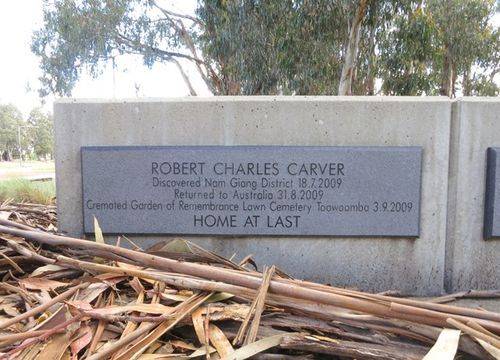 ROBERT CHARLES CARVER
Discovered Nam Giang District 18.7.2009
Returned to Australia 31.8.2009
Cremated Garden of Remembrance Lawn Cemetery Toowoomba 3.9.2009
HOME AT LAST